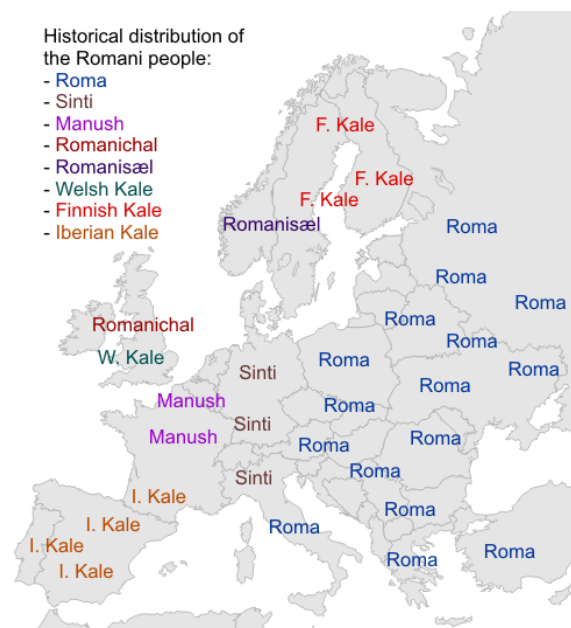 Historical distribution of
the Romani people:
- Roma
- Sinti
- Manush
- Romanichal
- Romanisæl
- Welsh Kale
- Finnish Kale
- Iberian Kale
F. Kale
F. Kale
F. Kale
Romanisæl
Roma
Roma
Roma
Romanichal
Roma
Roma
W. Kale
Sinti
Roma
Roma
Roma
Manush
Roma
Sinti
Manush
Roma
Roma
Roma
Sinti
I. Kale
Roma
I. Kale
Roma
I. Kale
Roma
Roma
I. Kale